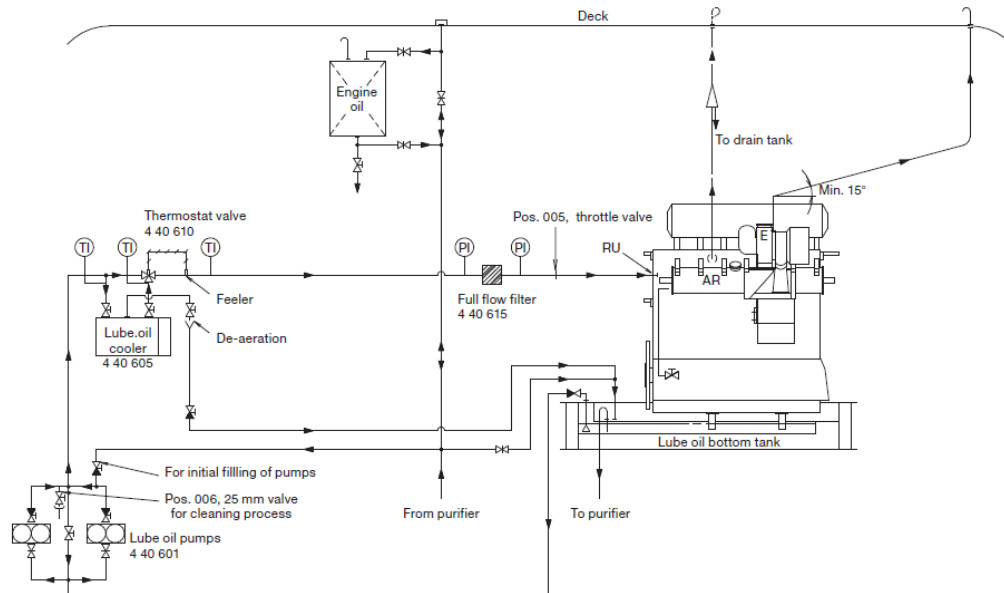 Deck
Engine
oil
To drain tank
Min. 15°
Thermostat valve
4 40 610
Pos. 005, throttle valve
TI
TI
TI
PI
PI
RU
E
AR
Feeler
Full flow filter
4 40 615
Lube.oil
cooler
4 40 605
De-aeration
Lube oil bottom tank
For initial fillling of pumps
Pos. 006, 25 mm valve
for cleaning process
From purifier
To purifier
Lube oil pumps
4 40 601